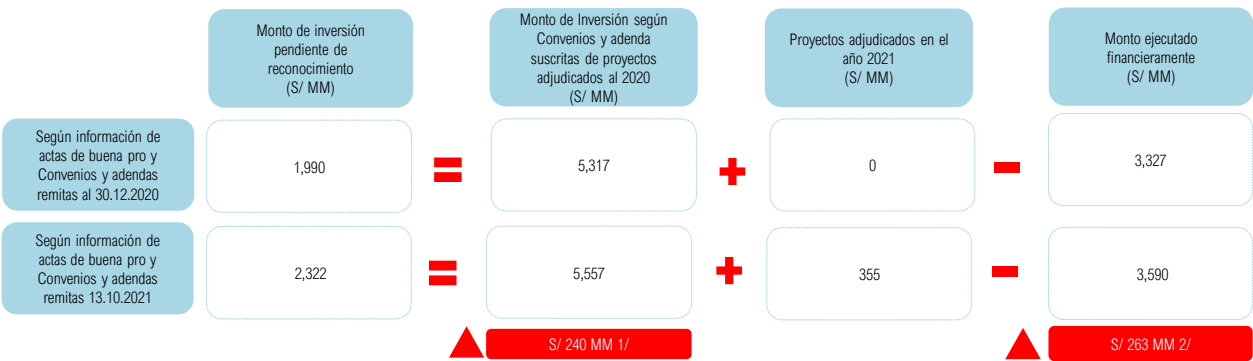 Monto de inversión
pendiente de
reconocimiento
(S/ MM)
Monto de Inversión según
Convenios y adenda
suscritas de proyectos
adjudicados al 2020
(S/ MM)
Proyectos adjudicados en el
año 2021
(S/ MM)
Monto ejecutado
financieramente
(S/ MM)
Según información de
actas de buena pro y
Convenios y adendas
remitas al 30.12.2020
1,990
=
5,317
+
0
-
3,327
Según información de
actas de buena pro y
Convenios y adendas
remitas 13.10.2021
2,322
=
5,557
+
355
-
3,590
S/ 240 MM 1/
S/ 263 MM 2/